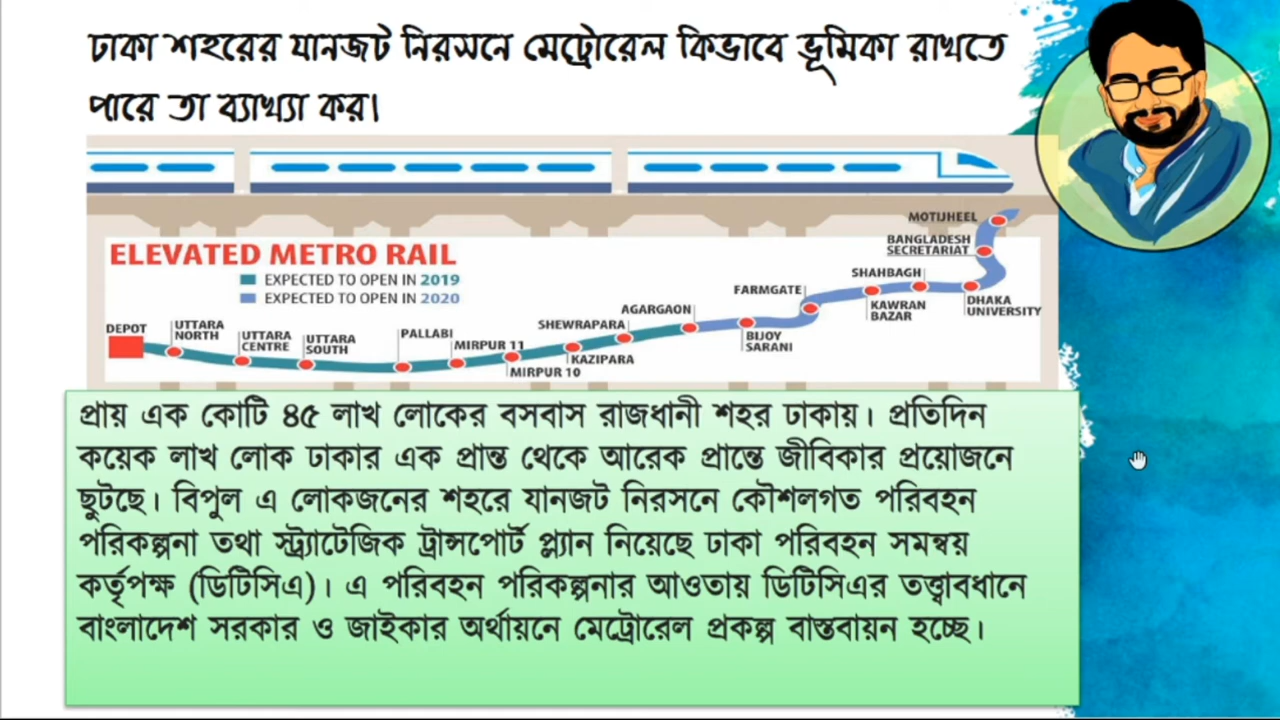 ঢাকা শহরের যানজট নিরসনে মেট্রোরেল কিভাবে ভূমিকা রাখতে
পারে তা ব্যাখ্যা কর।
ELEVATED METRO RAIL
EXPECTED TO OPEN IN 2019
EXPECTED TO OPEN IN 2020
DEPOT
UTTARA
NORTH
UTTARA
CENTRE
UTTARA
SOUTH
PALLABI
MIRPUR 11
MIRPUR 10
SHEWRAPARA
KAZIPARA
AGARGAON
BIJOY
SARANI
FARMGATE
KAWRAN
BAZAR
SHAHBAGH
DHAKA
UNIVERSITY
BANGLADESH
SECRETARIAT
MOTIJHEEL
প্রায় এক কোটি ৪৫ লাখ লোকের বসবাস রাজধানী শহর ঢাকায়। প্রতিদিন
কয়েক লাখ লোক ঢাকার এক প্রান্ত থেকে আরেক প্রান্তে জীবিকার প্রয়োজনে
ছুটছে। বিপুল এ লোকজনের শহরে যানজট নিরসনে কৌশলগত পরিবহন
পরিকল্পনা তথা স্ট্র্যাটেজিক ট্রান্সপোর্ট প্ল্যান নিয়েছে ঢাকা পরিবহন সমন্বয়
কর্তৃপক্ষ (ডিটিসিএ)। এ পরিবহন পরিকল্পনার আওতায় ডিটিসিএর তত্ত্বাবধানে
বাংলাদেশ সরকার ও জাইকার অর্থায়নে মেট্রোরেল প্রকল্প বাস্তবায়ন হচ্ছে।